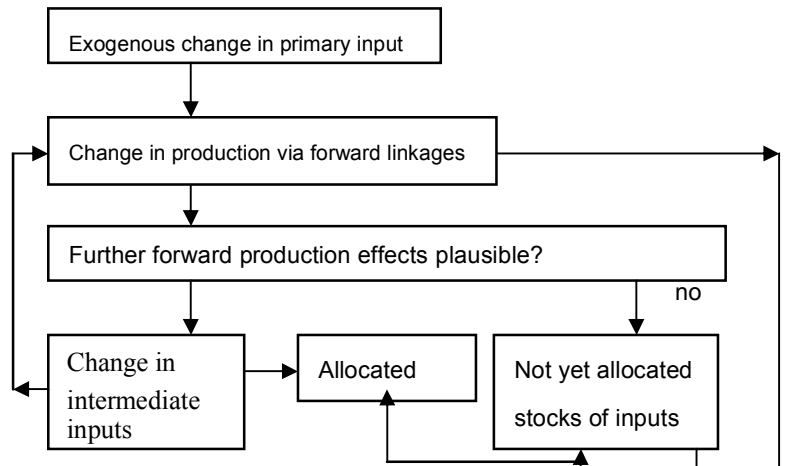 Exogenous change in primary input
Change in production via forward linkages
Further forward production effects plausible?
no
Change in
intermediate
inputs
Allocated
Not yet allocated
stocks of inputs